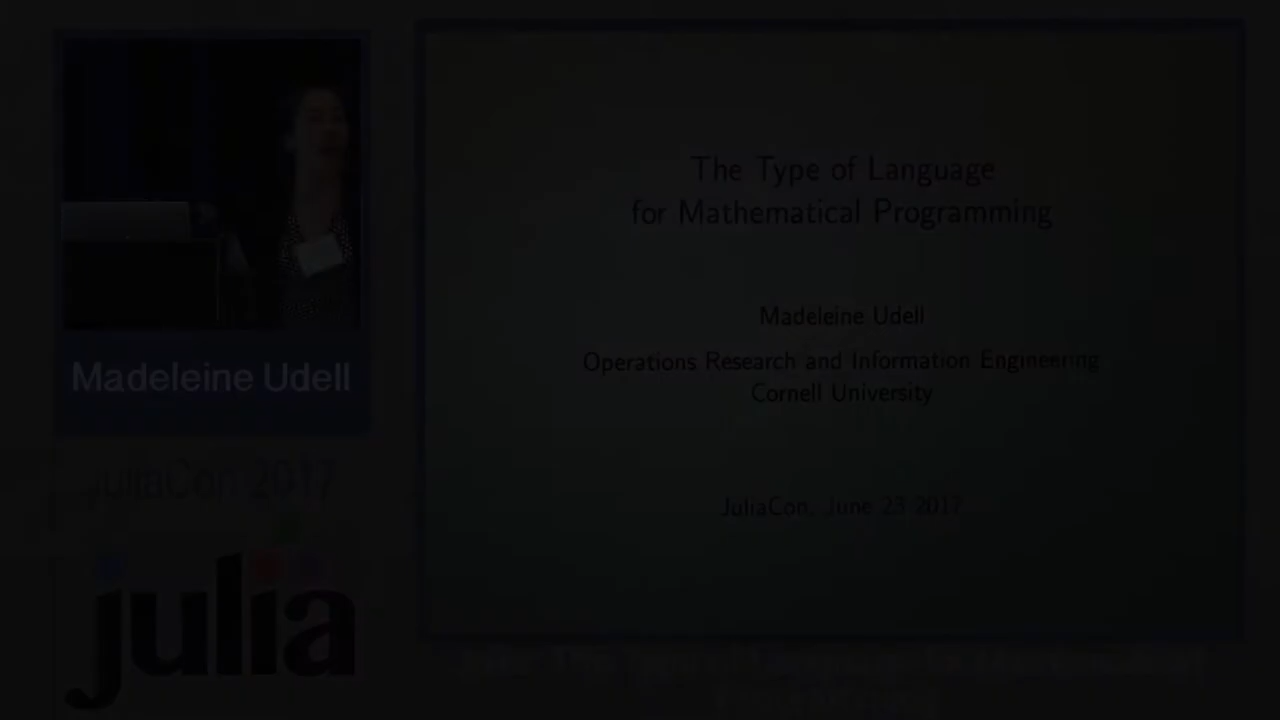 Madeleine Udell
JuliaCon 2017
julia
The Type of Language
for Mathematical Programming
Madeleine Udell
Operations Research and Information Engineering
Cornell University
JuliaCon, June 23 2017